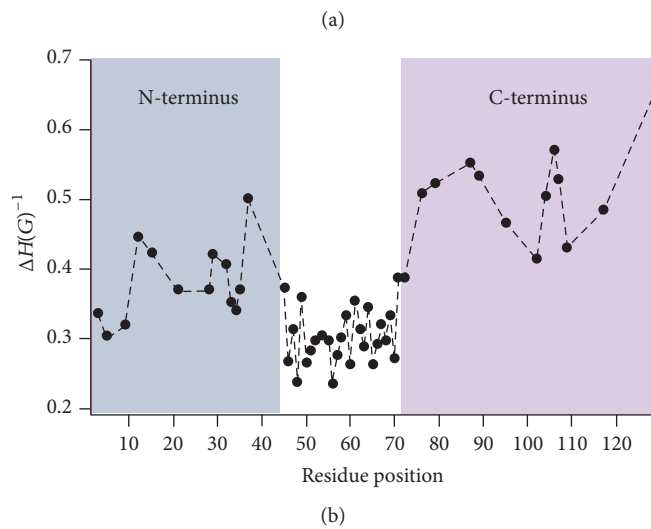 (a)
0.7
N-terminus
C-terminus
0.6
0.5
0.4
0.3
0.2
ΔH(G)⁻¹
10 20 30 40 50 60 70 80 90 100 110 120
Residue position
(b)